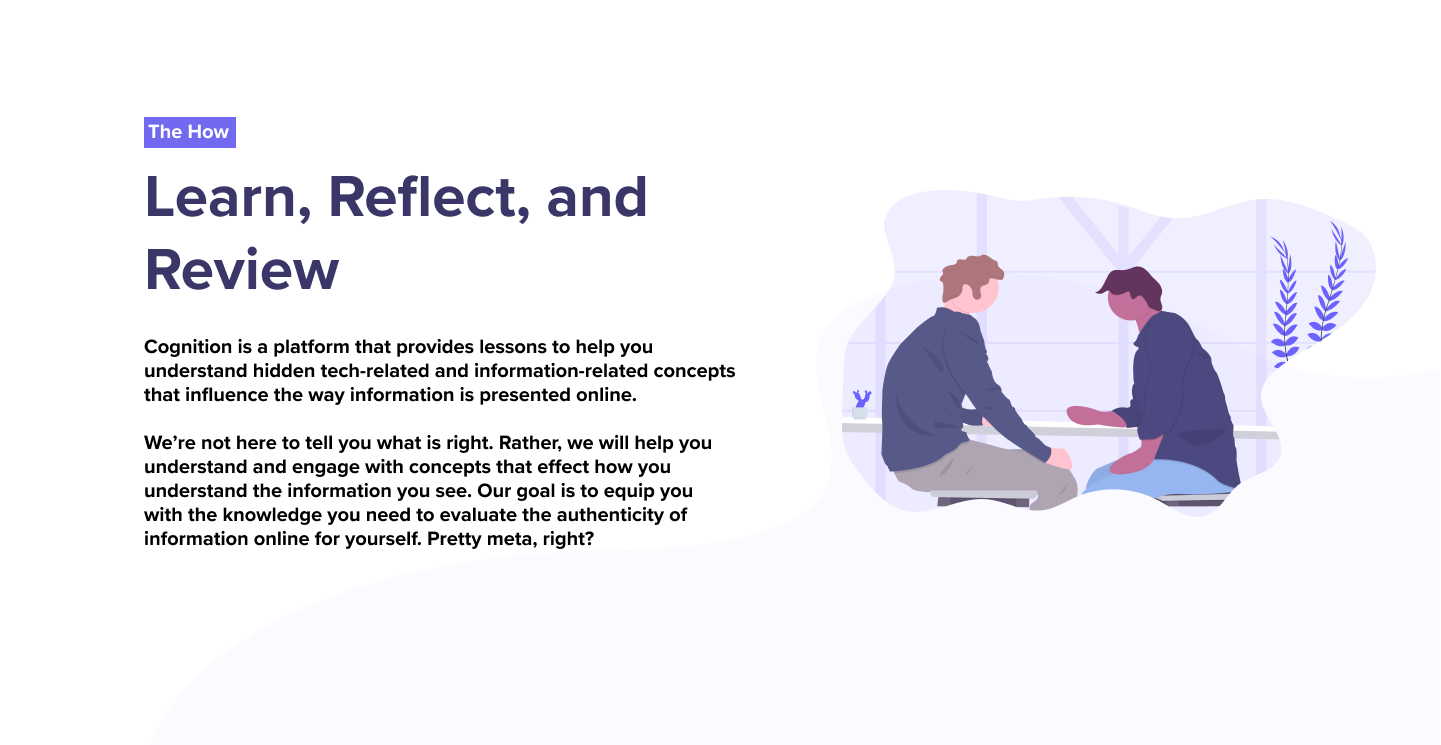 The How
Learn, Reflect, and
Review
Cognition is a platform that provides lessons to help you
understand hidden tech-related and information-related concepts
that influence the way information is presented online.
We’re not here to tell you what is right. Rather, we will help you
understand and engage with concepts that effect how you
understand the information you see. Our goal is to equip you
with the knowledge you need to evaluate the authenticity of
information online for yourself. Pretty meta, right?